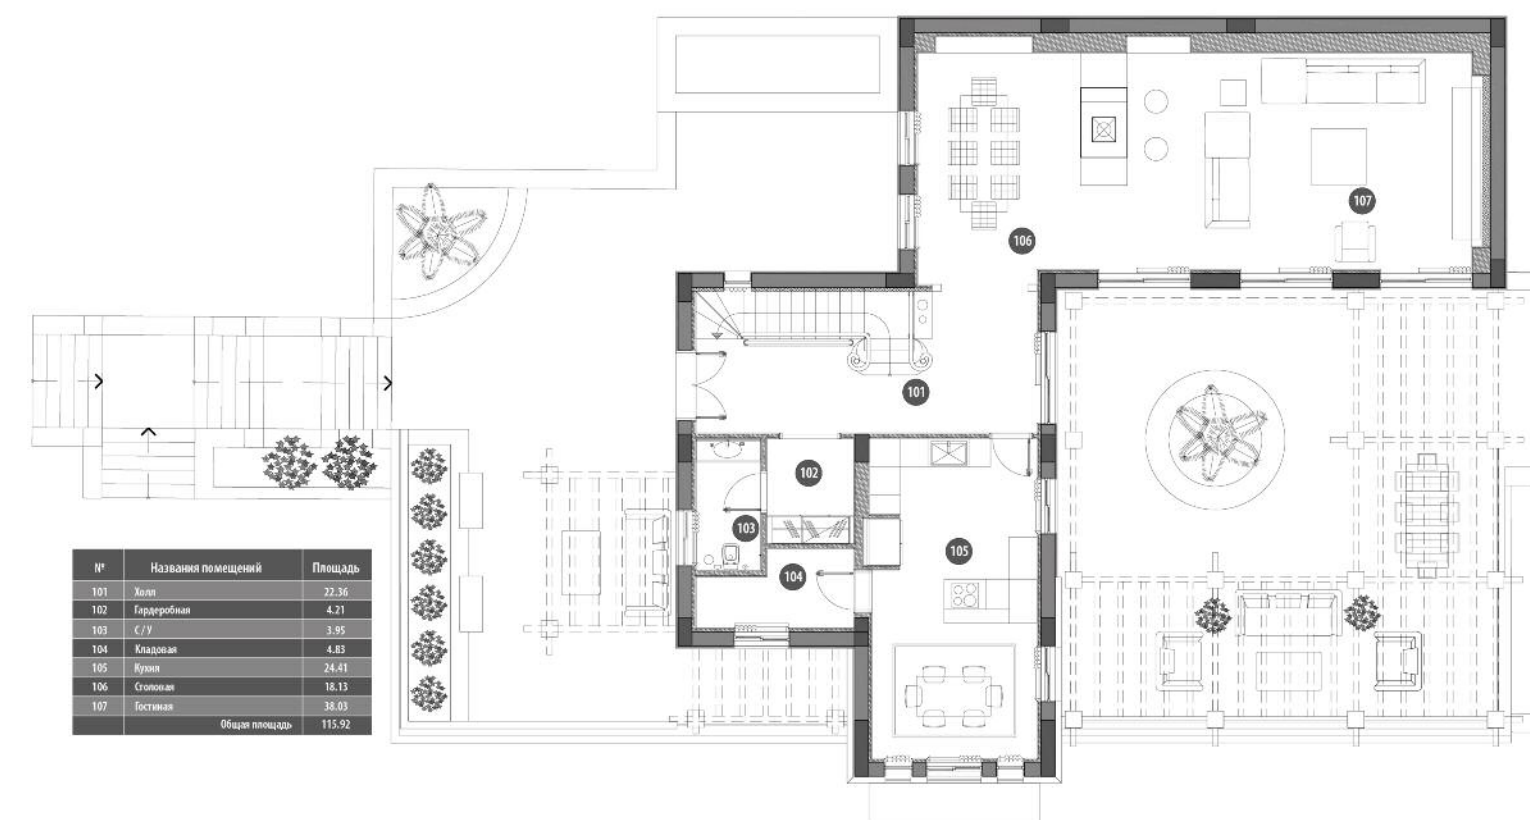 107
106
101
102
103
105
104
№ Названия помещений Площадь
101 Холл 22.36
102 Гардеробная 4.21
103 С / У 3.95
104 Кладовая 4.83
105 Кухня 24.41
106 Столовая 18.13
107 Гостиная 38.03
Общая площадь 115.92